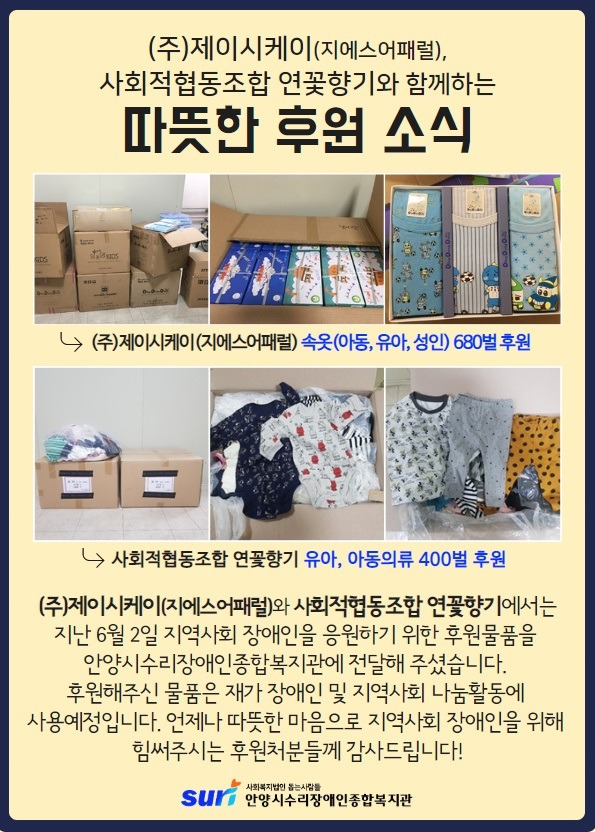 (주)제이시케이(지에스어패럴),
사회적협동조합 연꽃향기와 함께하는
따뜻한 후원 소식
KIDS
(주)제이시케이(지에스어패럴) 속옷(아동, 유아, 성인) 680벌 후원
사회적협동조합 연꽃향기 유아, 아동의류 400벌 후원
(주)제이시케이(지에스어패럴)와 사회적협동조합 연꽃향기에서는
지난 6월 2일 지역사회 장애인을 응원하기 위한 후원물품을
안양시수리장애인종합복지관에 전달해 주셨습니다.
후원해주신 물품은 재가 장애인 및 지역사회 나눔활동에
사용예정입니다. 언제나 따뜻한 마음으로 지역사회 장애인을 위해
힘써주시는 후원처분들께 감사드립니다!
suri 사회복지법인 돕는사람들
안양시수리장애인종합복지관